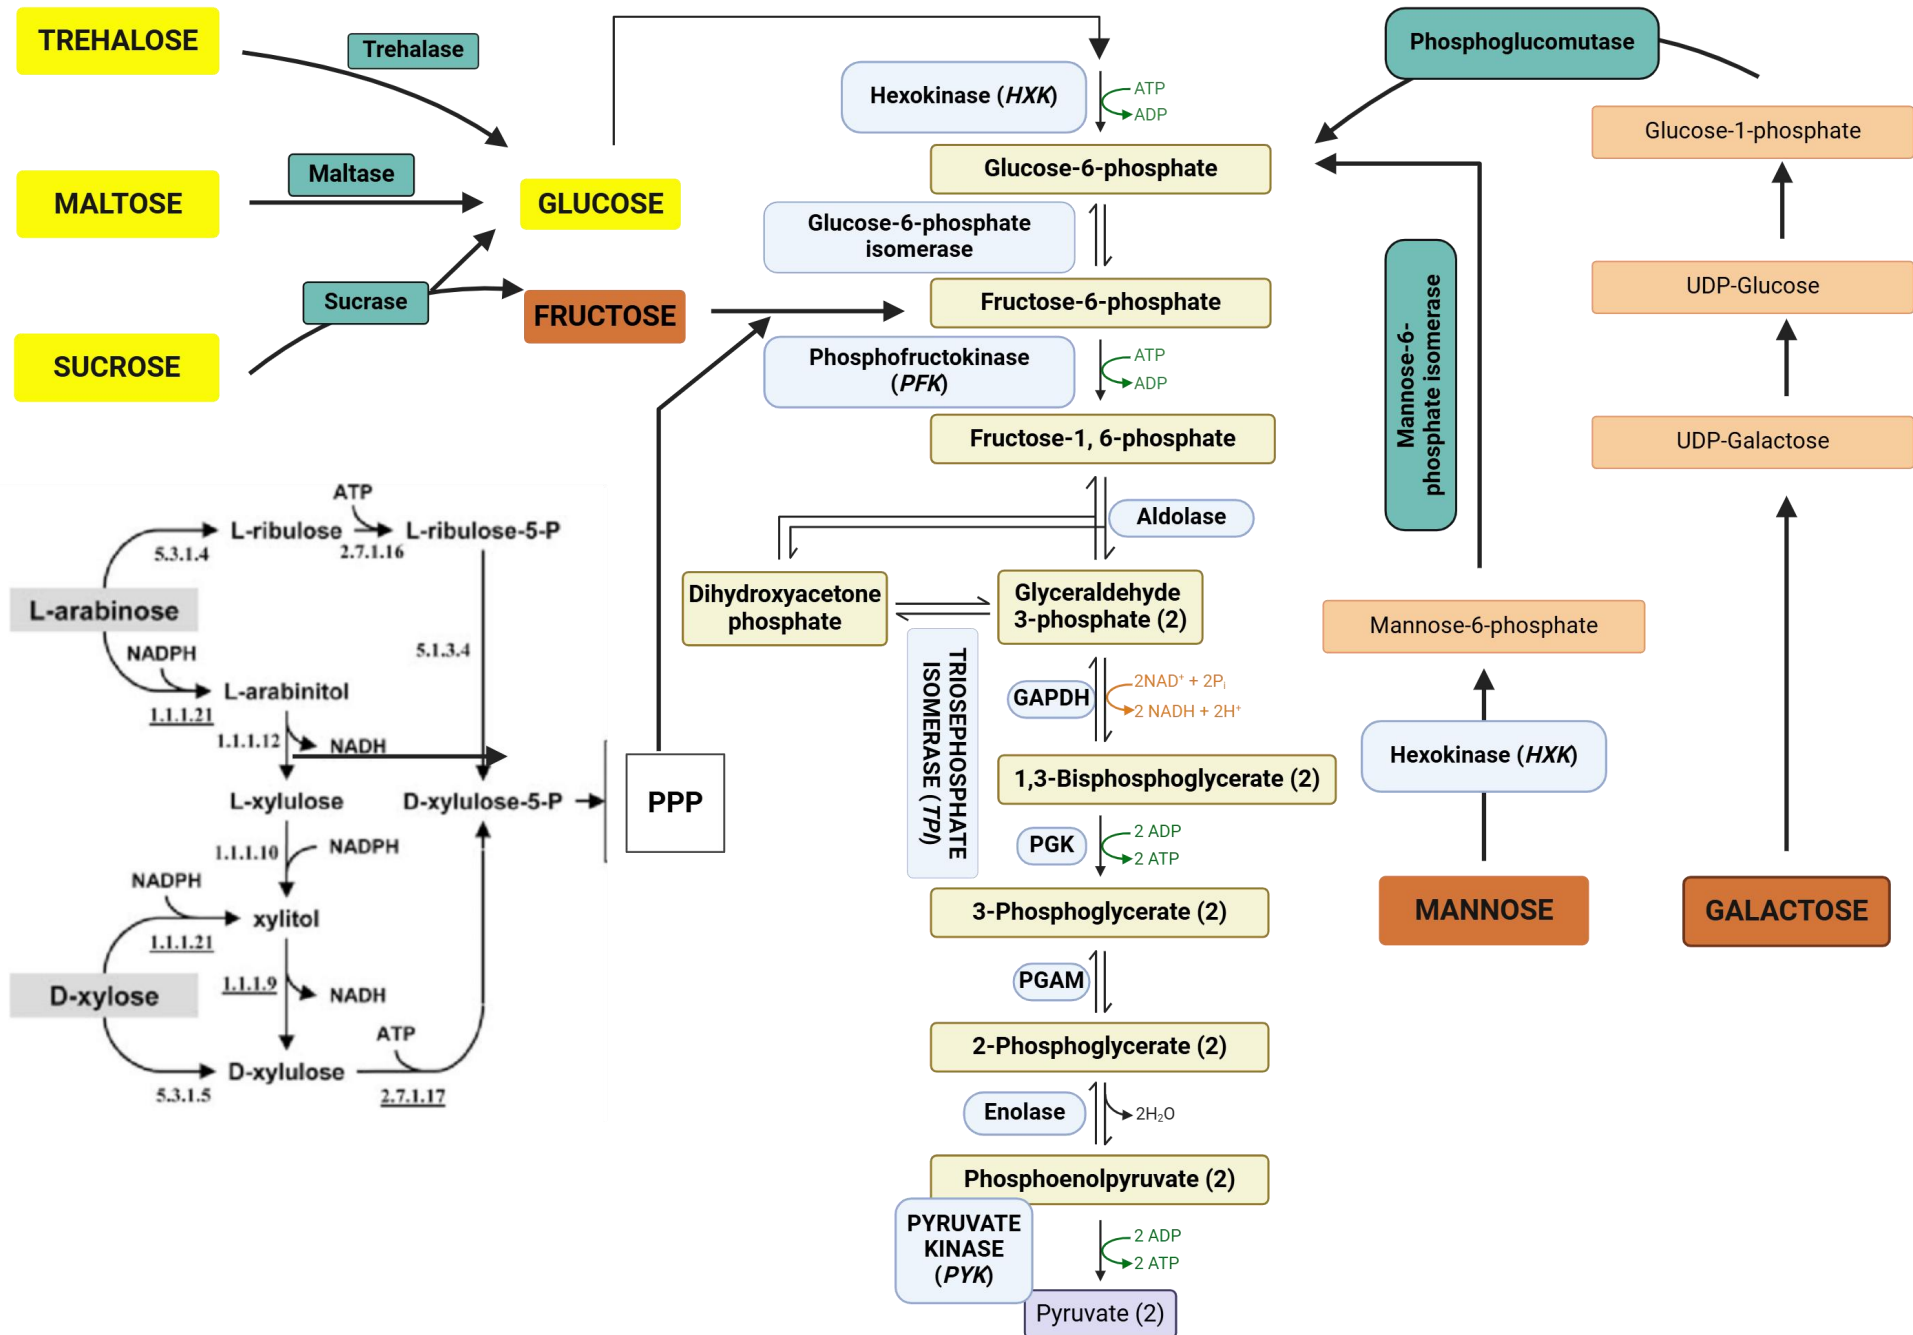 TREHALOSE
Trehalase
MALTOSE
Maltase
GLUCOSE
SUCROSE
Sucrase
FRUCTOSE
Hexokinase (HXK)
ATP
ADP
Glucose-6-phosphate
Glucose-6-phosphate
isomerase
Fructose-6-phosphate
Phosphofructokinase
(PFK)
ATP
ADP
Fructose-1, 6-phosphate
Aldolase
Dihydroxyacetone
phosphate
Glyceraldehyde
3-phosphate (2)
TRIOSEPHOSPHATE
ISOMERASE (TPI)
GAPDH
2NAD⁺ + 2Pᵢ
2 NADH + 2H⁺
1,3-Bisphosphoglycerate (2)
PGK
2 ADP
2 ATP
3-Phosphoglycerate (2)
PGAM
2-Phosphoglycerate (2)
Enolase
2H₂O
Phosphoenolpyruvate (2)
PYRUVATE
KINASE
(PYK)
2 ADP
2 ATP
Pyruvate (2)
Phosphoglucomutase
Glucose-1-phosphate
UDP-Glucose
UDP-Galactose
GALACTOSE
Mannose-6-
phosphate isomerase
Mannose-6-phosphate
Hexokinase (HXK)
MANNOSE
ATP
L-ribulose
L-ribulose-5-P
5.3.1.4
2.7.1.16
L-arabinose
NADPH
5.1.3.4
L-arabinitol
1.1.1.21
1.1.1.12
NADH
L-xylulose
D-xylulose-5-P
PPP
1.1.1.10
NADPH
NADPH
xylitol
1.1.1.21
1.1.1.9
NADH
D-xylose
ATP
D-xylulose
5.3.1.5
2.7.1.17